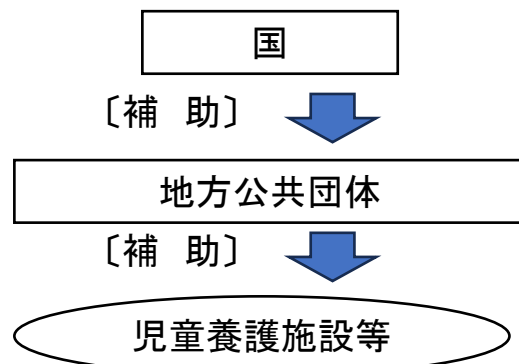 国
〔補 助〕
地方公共団体
〔補 助〕
児童養護施設等